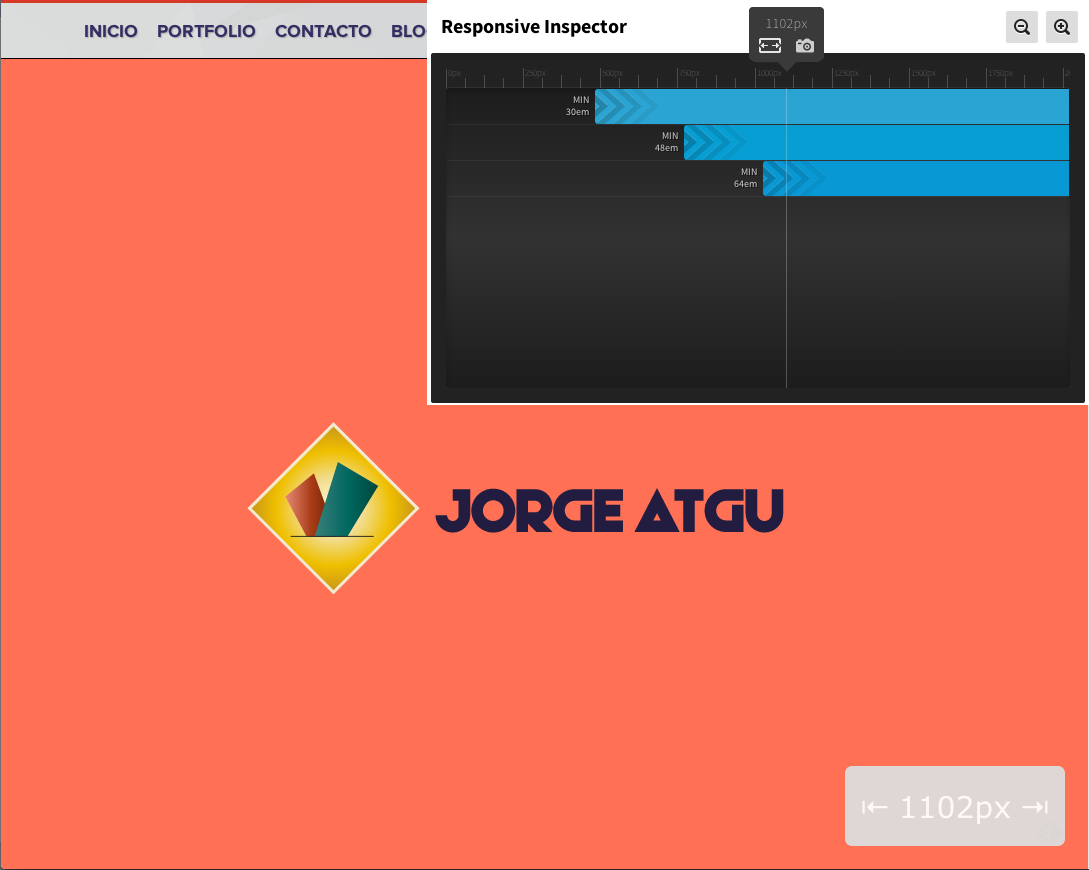 INICIO PORTFOLIO CONTACTO BLO
Responsive Inspector
1102px
0px 250px 500px 750px 1000px 1250px 1500px 1750px
MIN
30em
MIN
48em
MIN
64em
JORGE ATGU
1102px